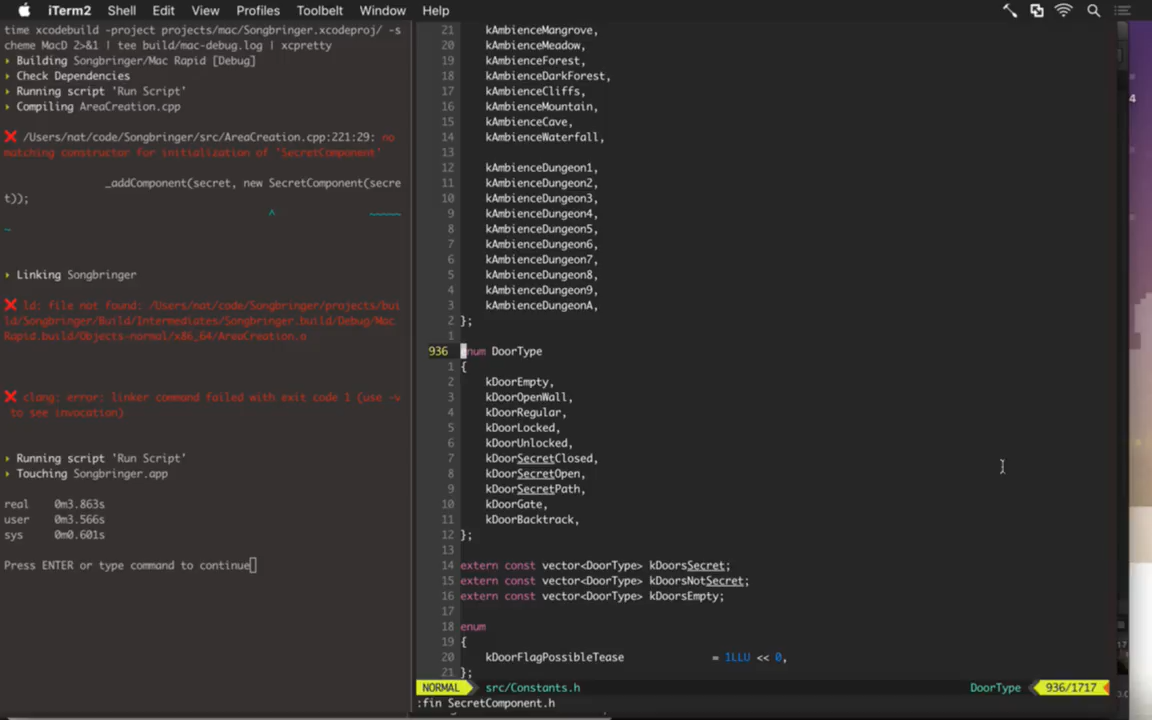 iTerm2 Shell Edit View Profiles Toolbelt Window Help
time xcodebuild -project projects/mac/Songbringer.xcodeproj/ -s
cheme MacD 2>&1 | tee build/mac-debug.log | xcpretty
▸ Building Songbringer/Mac Rapid [Debug]
▸ Check Dependencies
▸ Running script 'Run Script'
▸ Compiling AreaCreation.cpp
❌ /Users/nat/code/Songbringer/src/AreaCreation.cpp:221:29: no
matching constructor for initialization of 'SecretComponent'
_addComponent(secret, new SecretComponent(secre
t));
^ ~~~~~
~
▸ Linking Songbringer
❌ ld: file not found: /Users/nat/code/Songbringer/projects/bui
ld/Songbringer/Build/Intermediates/Songbringer.build/Debug/Mac
Rapid.build/Objects-normal/x86_64/AreaCreation.o
❌ clang: error: linker command failed with exit code 1 (use -v
to see invocation)
▸ Running script 'Run Script'
▸ Touching Songbringer.app
real 0m3.863s
user 0m3.566s
sys 0m0.601s
Press ENTER or type command to continue
21 kAmbienceMangrove,
20 kAmbienceMeadow,
19 kAmbienceForest,
18 kAmbienceDarkForest,
17 kAmbienceCliffs,
16 kAmbienceMountain,
15 kAmbienceCave,
14 kAmbienceWaterfall,
13
12 kAmbienceDungeon1,
11 kAmbienceDungeon2,
10 kAmbienceDungeon3,
9 kAmbienceDungeon4,
8 kAmbienceDungeon5,
7 kAmbienceDungeon6,
6 kAmbienceDungeon7,
5 kAmbienceDungeon8,
4 kAmbienceDungeon9,
3 kAmbienceDungeonA,
2 };
1
936 enum DoorType
1 {
2 kDoorEmpty,
3 kDoorOpenWall,
4 kDoorRegular,
5 kDoorLocked,
6 kDoorUnlocked,
7 kDoorSecretClosed,
8 kDoorSecretOpen,
9 kDoorSecretPath,
10 kDoorGate,
11 kDoorBacktrack,
12 };
13
14 extern const vector<DoorType> kDoorsSecret;
15 extern const vector<DoorType> kDoorsNotSecret;
16 extern const vector<DoorType> kDoorsEmpty;
17
18 enum
19 {
20 kDoorFlagPossibleTease = 1LLU << 0,
21 };
NORMAL src/Constants.h DoorType 936/1717
:fin SecretComponent.h
4